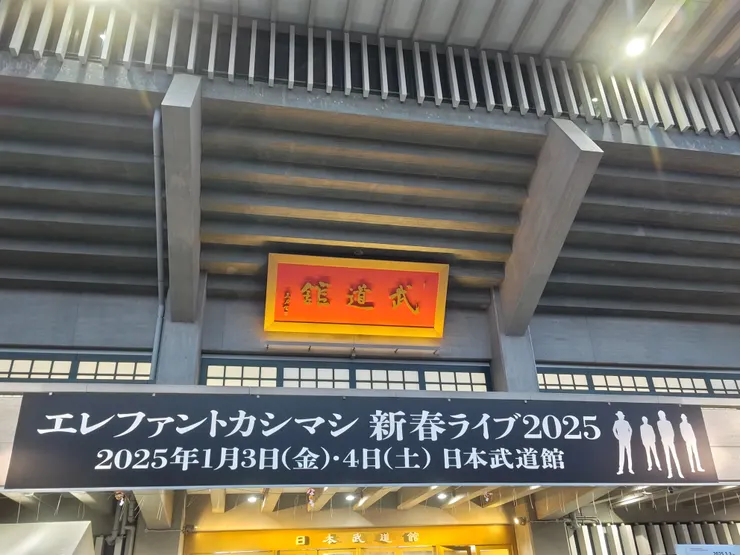 武道館
エレファントカシマシ 新春ライブ2025
2025年1月3日(金)・4日(土) 日本武道館
日本武道館